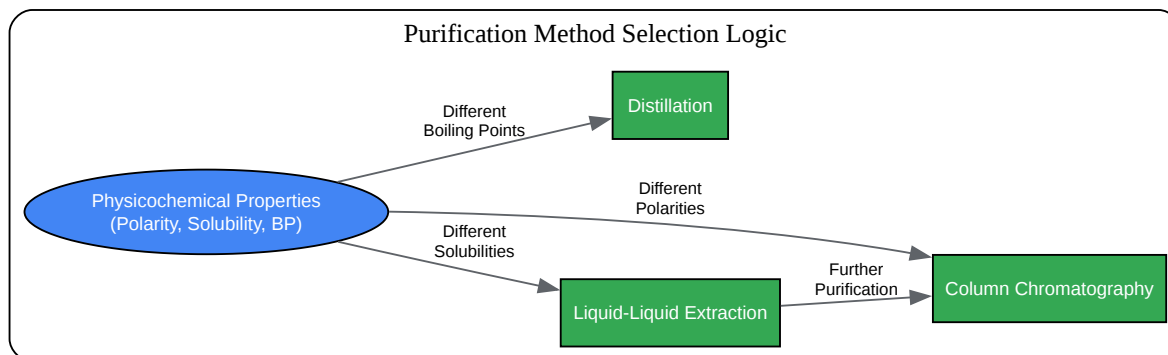 Purification Method Selection Logic
Distillation
Different
Boiling Points
Physicochemical Properties
(Polarity, Solubility, BP)
Different
Polarities
Different
Solubilities
Liquid-Liquid Extraction
Further
Purification
Column Chromatography